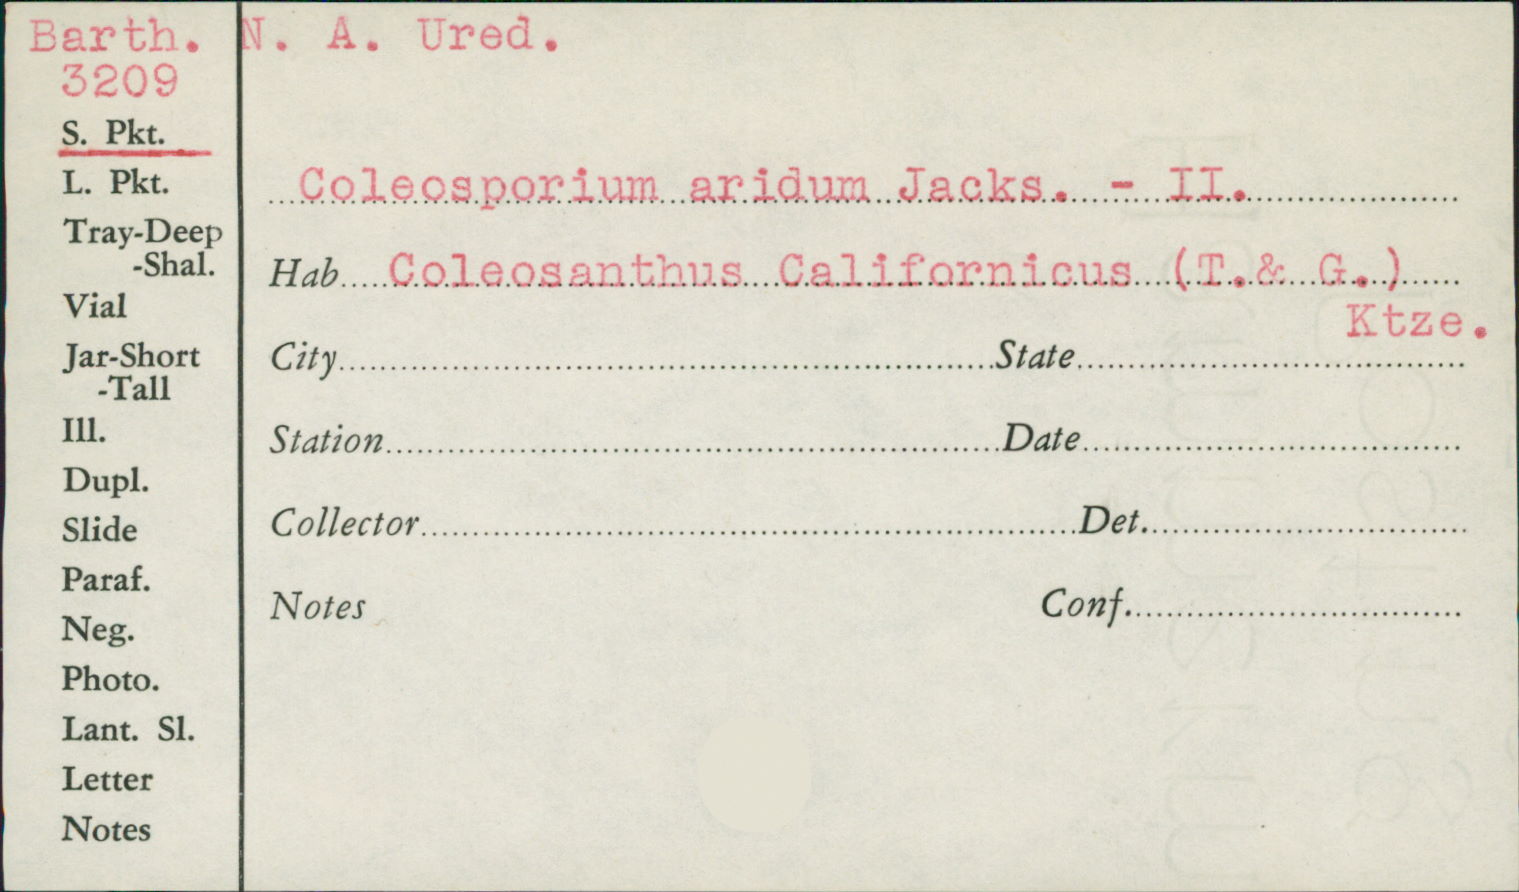 Barth. N. A. Ured.
3209
S. Pkt.
L. Pkt.
Tray-Deep
-Shal.
Vial
Jar-Short
-Tall
Ill.
Dupl.
Slide
Paraf.
Neg.
Photo.
Lant. Sl.
Letter
Notes
Coleosporium aridum Jacks. - II.
Hab Coleosanthus Californicus (T.& G.)
Ktze.
City State
Station Date
Collector Det.
Notes Conf.